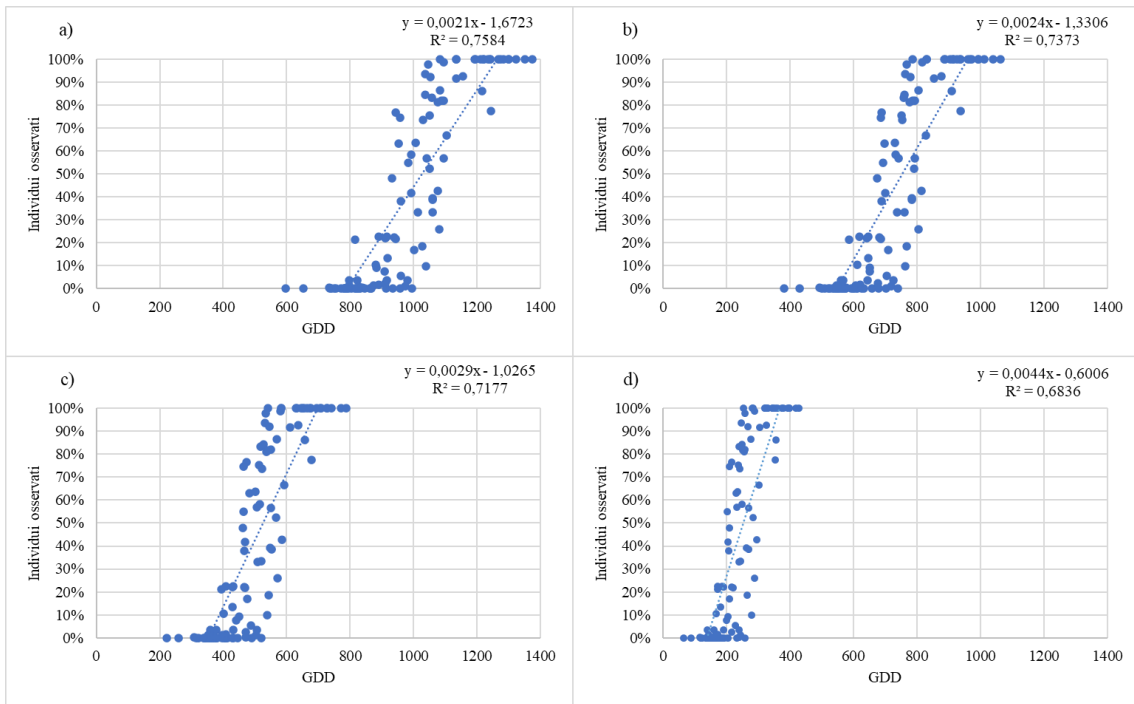 a)
y = 0,0021x - 1,6723
R² = 0,7584
100%
90%
80%
70%
60%
50%
40%
30%
20%
10%
0%
Individui osservati
0 200 400 600 800 1000 1200 1400
GDD
b)
y = 0,0024x - 1,3306
R² = 0,7373
100%
90%
80%
70%
60%
50%
40%
30%
20%
10%
0%
Individui osservati
0 200 400 600 800 1000 1200 1400
GDD
c)
y = 0,0029x - 1,0265
R² = 0,7177
100%
90%
80%
70%
60%
50%
40%
30%
20%
10%
0%
Individui osservati
0 200 400 600 800 1000 1200 1400
GDD
d)
y = 0,0044x - 0,6006
R² = 0,6836
100%
90%
80%
70%
60%
50%
40%
30%
20%
10%
0%
Individui osservati
0 200 400 600 800 1000 1200 1400
GDD